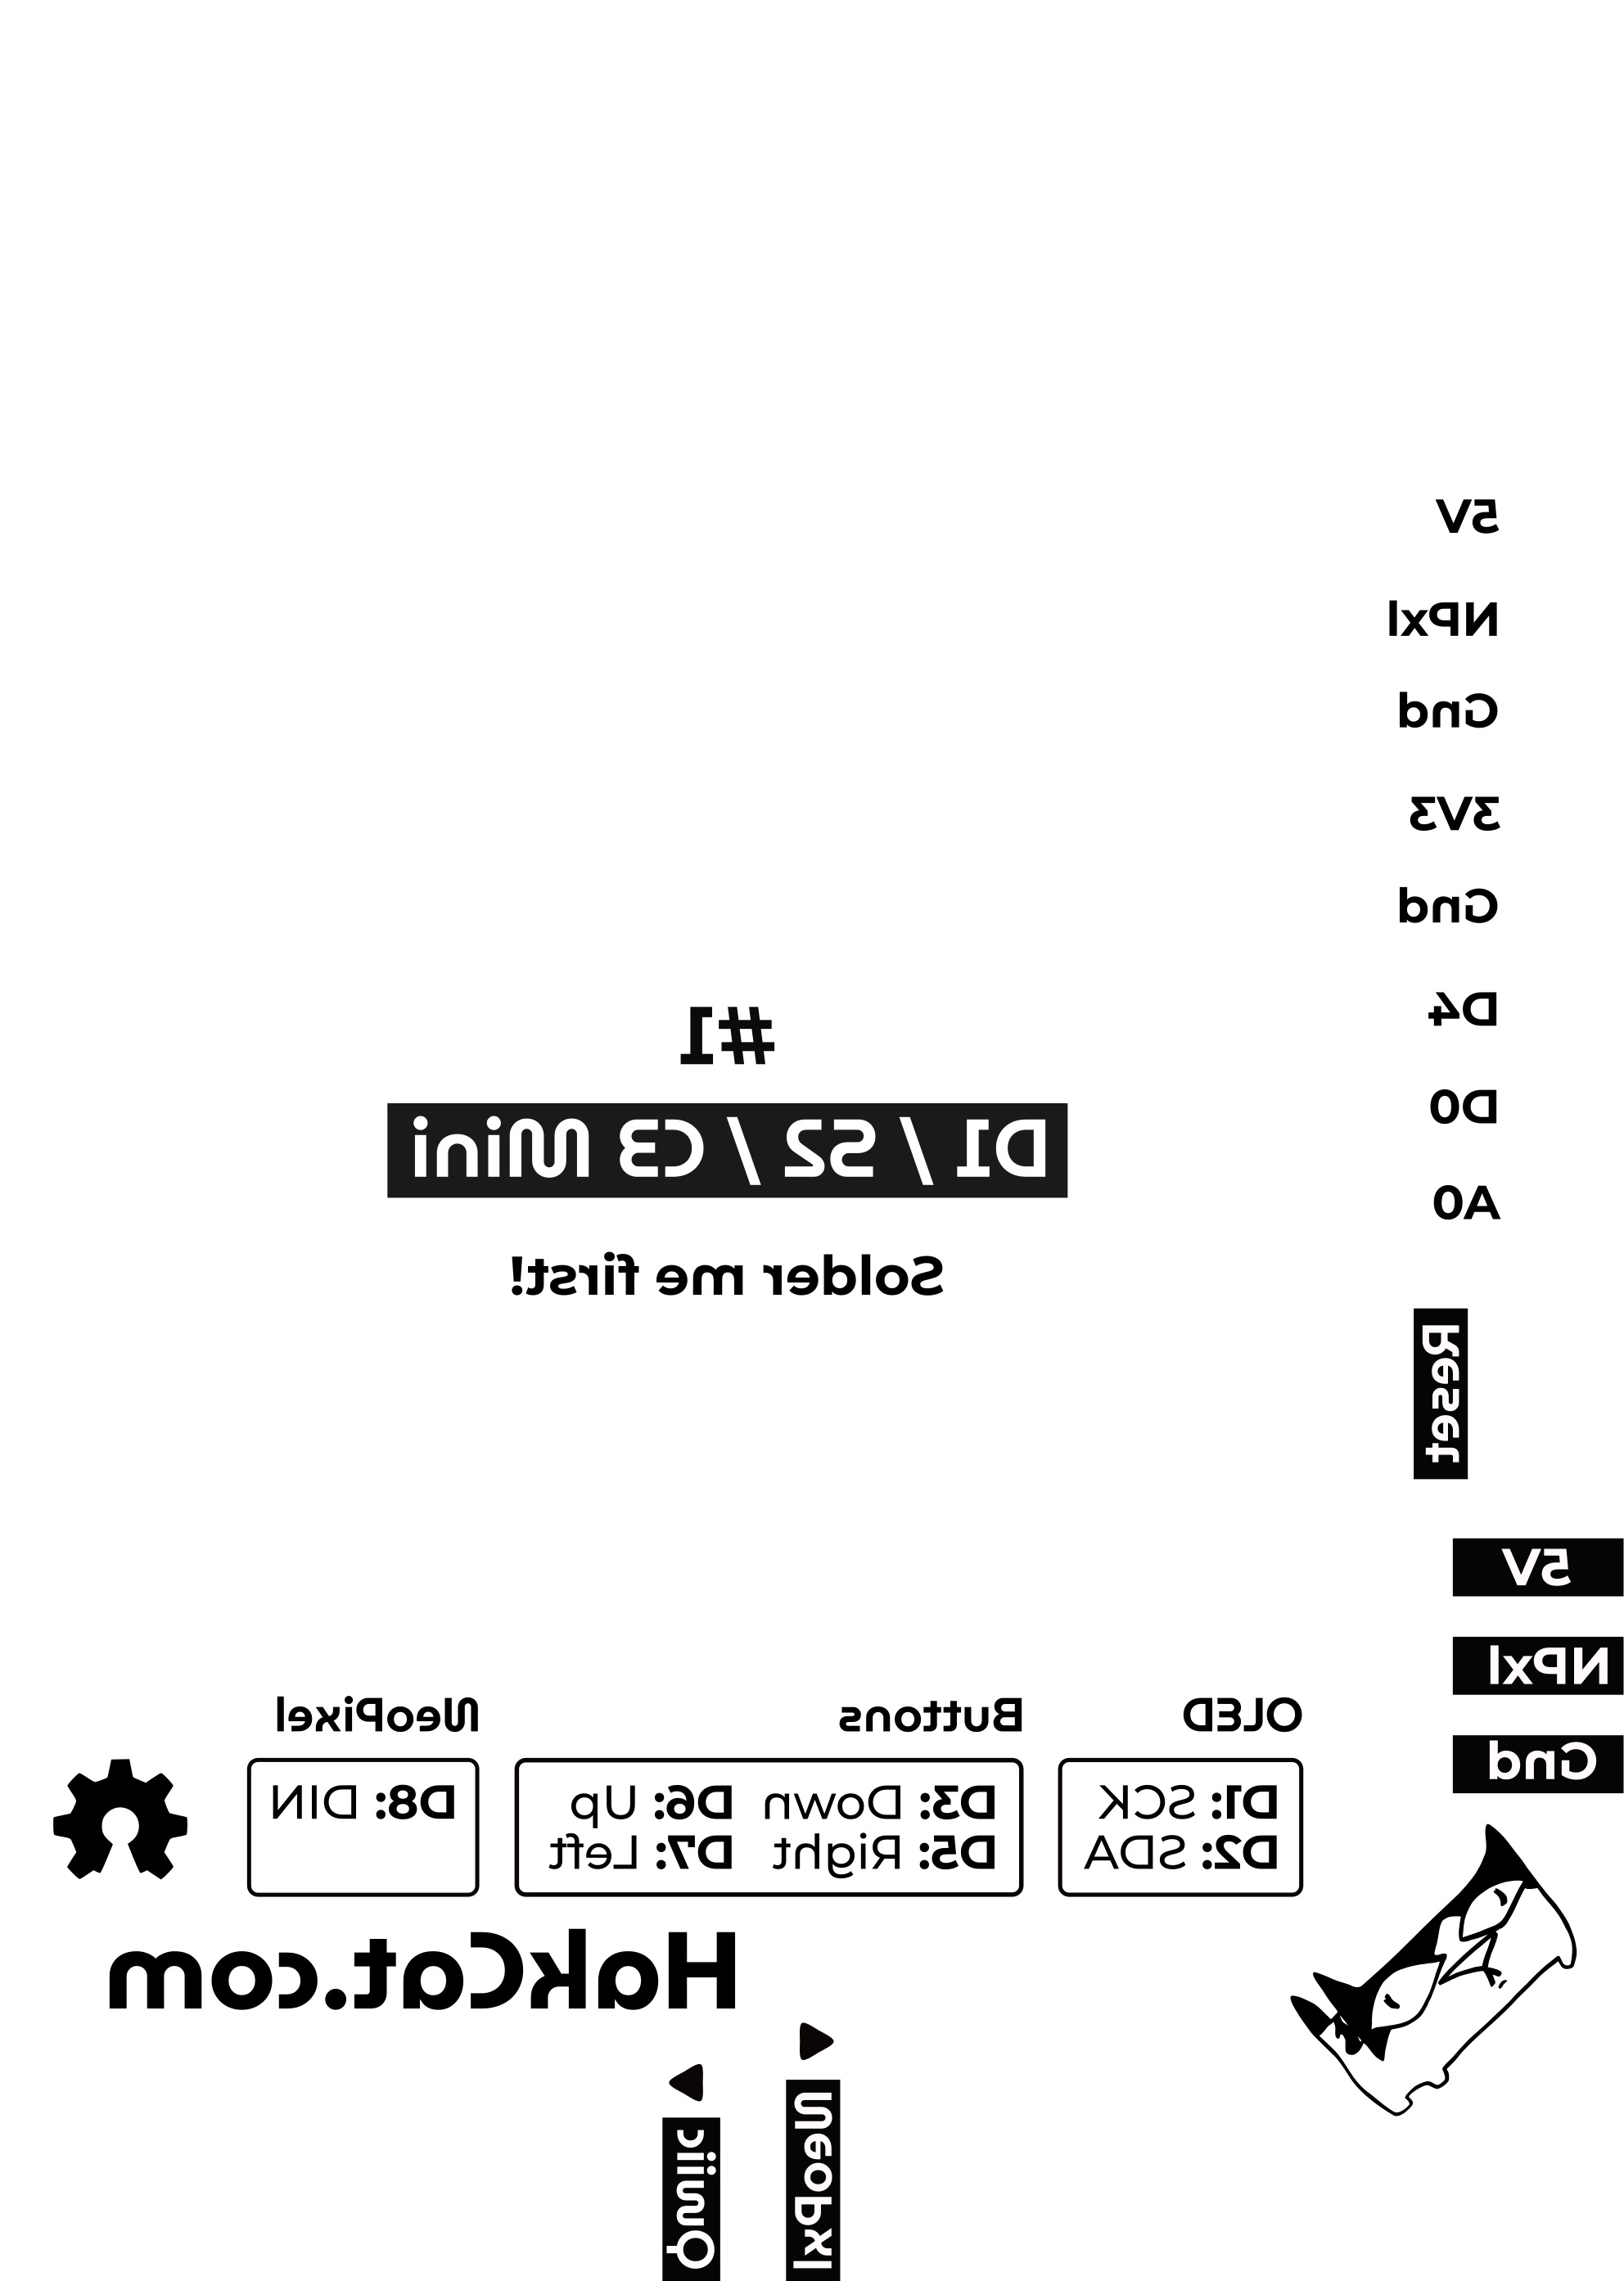 5V
NPxl
Gnd
3V3
Gnd
D4
#1
D0
D1 / S2 / C3 Mini
A0
Solder me first!
Reset
5V
NPxl
Gnd
OLED
D1: sCK
D2: sDA
Buttons
D3: Down D6: Up
D5: Right D7: Left
NeoPixel
D8: DIN
HakCat.com
NeoPxl
Qwiic